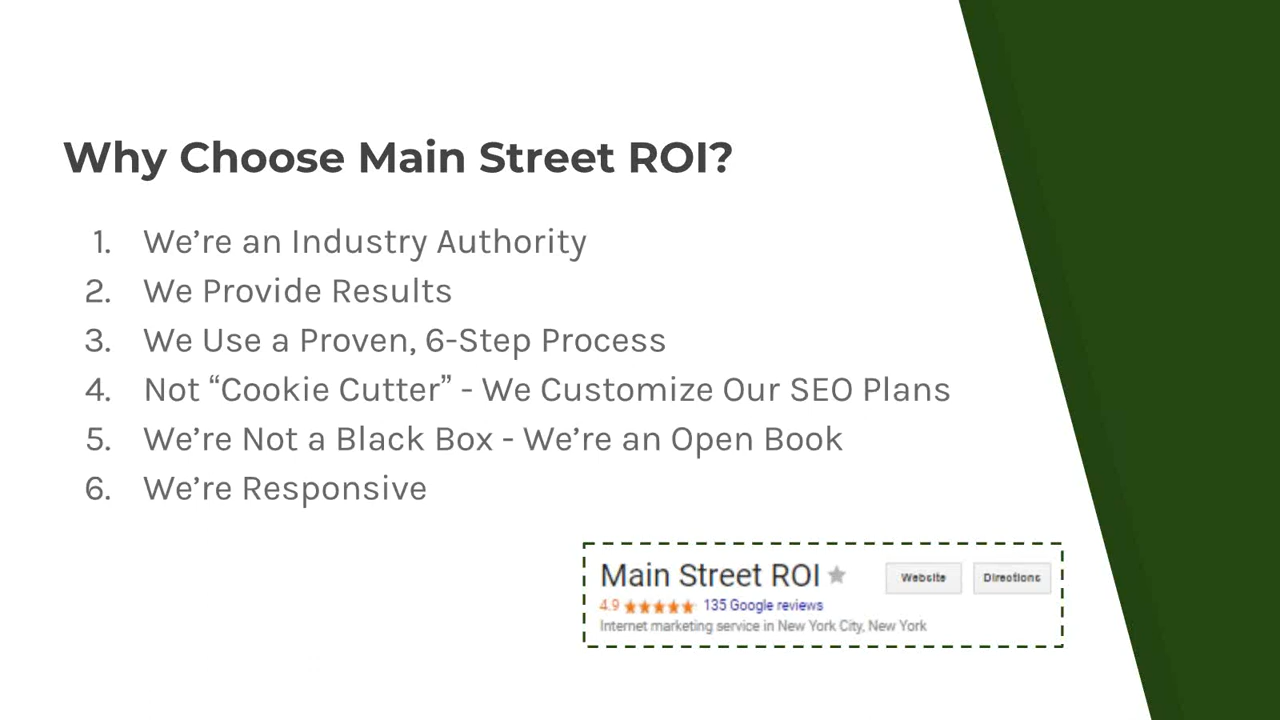 Why Choose Main Street ROI?
1. We’re an Industry Authority
2. We Provide Results
3. We Use a Proven, 6-Step Process
4. Not “Cookie Cutter” - We Customize Our SEO Plans
5. We’re Not a Black Box - We’re an Open Book
6. We’re Responsive
Main Street ROI Website Directions
4.9 135 Google reviews
Internet marketing service in New York City, New York